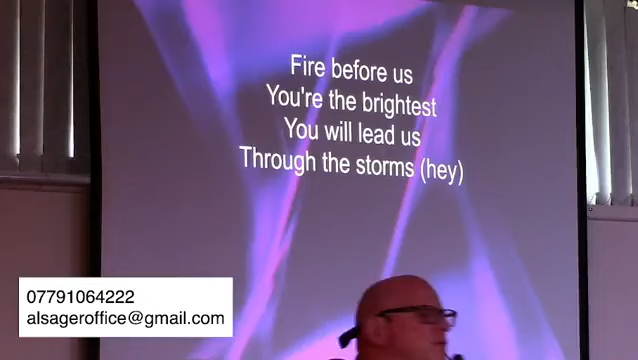 Fire before us
You're the brightest
You will lead us
Through the storms (hey)
07791064222
alsageroffice@gmail.com